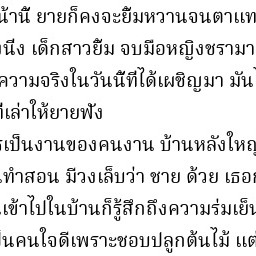 น้านี้ ยายก็คงจะยิ้มหวานจนตาแท
นึ่ง เด็กสาวยิ้ม จบมือหญิงชรามา
ความจริงในวันนี้ที่ได้เผชิญมา มัน
ที่เล่าให้ยายฟัง
เป็นงานของคนงาน บ้านหลังใหญ
ทำสอน มีวงเล็บว่า ชาย ด้วย เธอ
เข้าไปในบ้านก็รู้สึกถึงความร่มเย็น
ป็นคนใจดีเพราะชอบปลูกต้นไม้ แต่